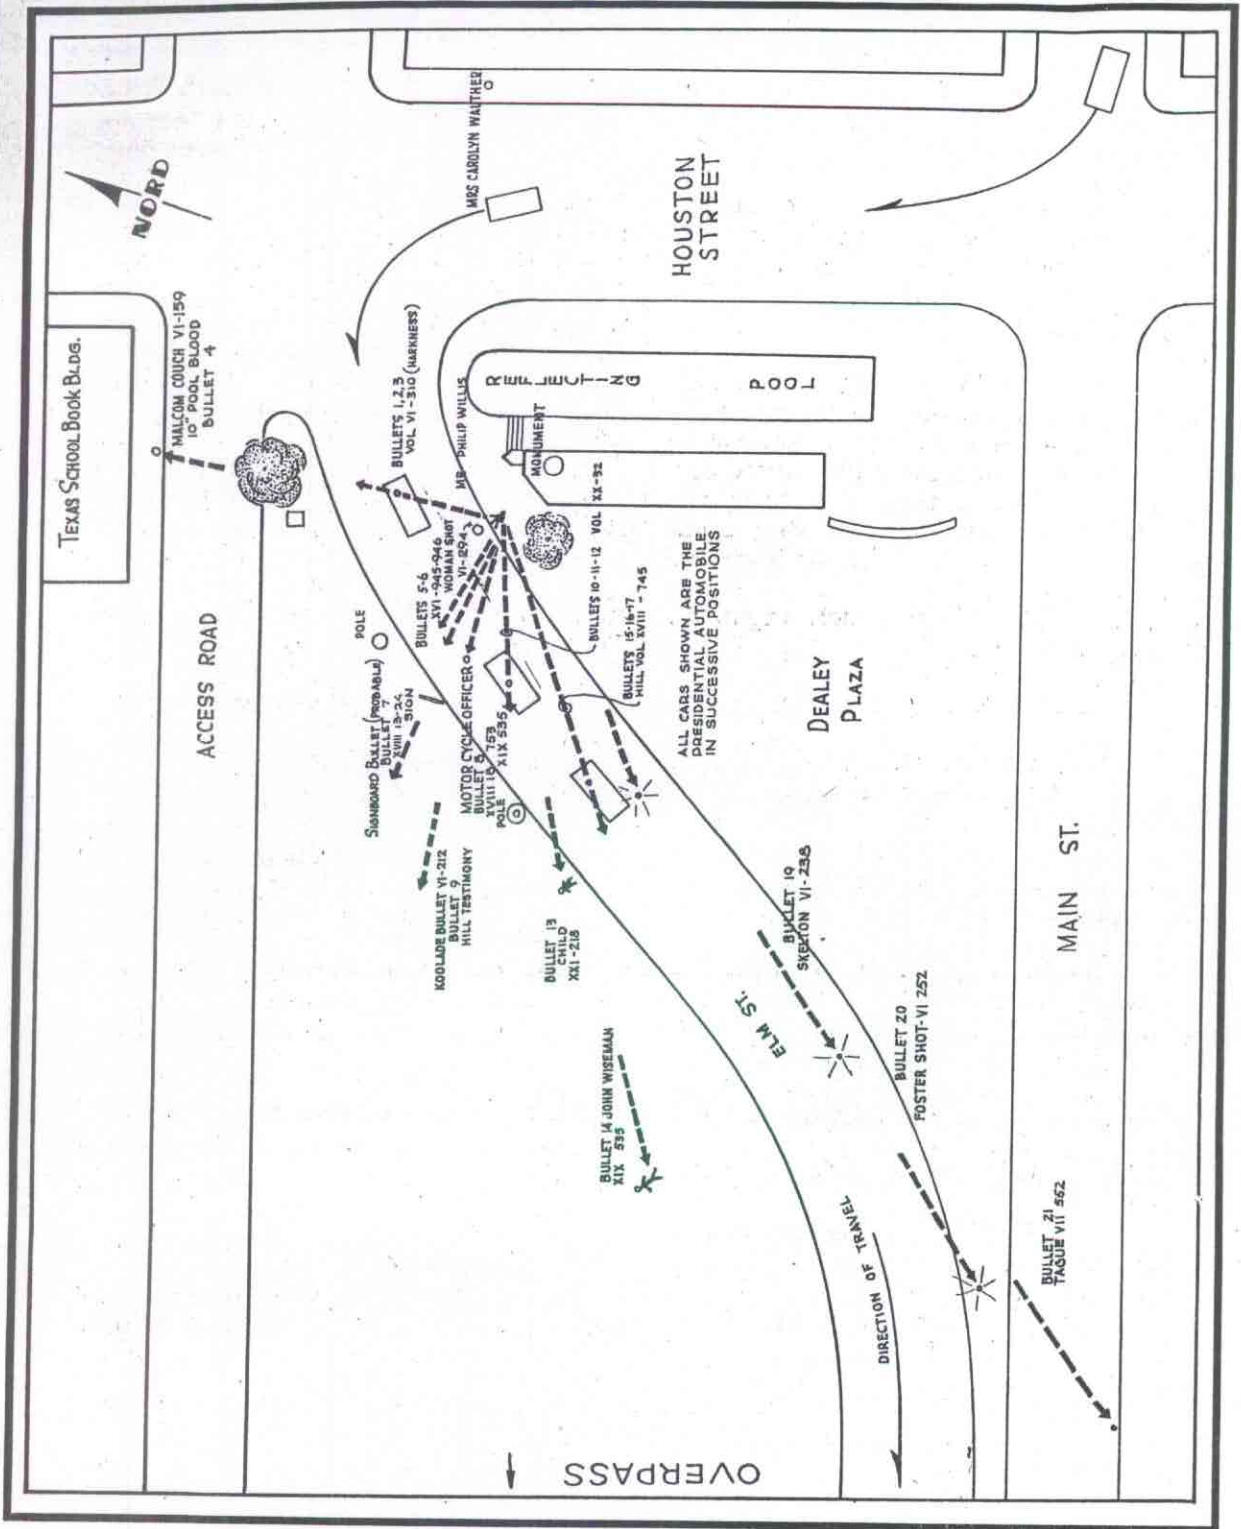 TEXAS SCHOOL BOOK BLDG.
NORD
MALCOM COUCH VI-159
10" POOL BLOOD
BULLET 4
MRS CAROLYN WALTHER
HOUSTON
STREET
ACCESS ROAD
BULLETS 1,2,3
VOL VI-310 (HARKNESS)
MR PHILIP WILLIS
REFLECTING
POOL
MONUMENT
BULLETS 5-6
XVI-945-946
WOMAN SHOT
VI-294
POLE
SIGNBOARD BULLET (PROBABLE)
BULLET 7
XVIII 13-24
SIGN
MOTOR CYCLE OFFICER
BULLET 8
XVIII 16, 753
XIX 535
POLE
BULLETS 10-11-12 VOL XX-32
BULLETS 15-16-17
HILL VOL XVIII-745
ALL CARS SHOWN ARE THE
PRESIDENTIAL AUTOMOBILE
IN SUCCESSIVE POSITIONS
DEALEY
PLAZA
KOOLADE BULLET VI-212
BULLET 9
HILL TESTIMONY
BULLET 13
CHILD
XXI-218
BULLET 14 JOHN WISEMAN
XIX 535
ELM ST.
BULLET 19
SKELTON VI-238
MAIN ST.
BULLET 20
FOSTER SHOT-VI 252
BULLET 21
TAGUE VII 552
DIRECTION OF TRAVEL
OVERPASS